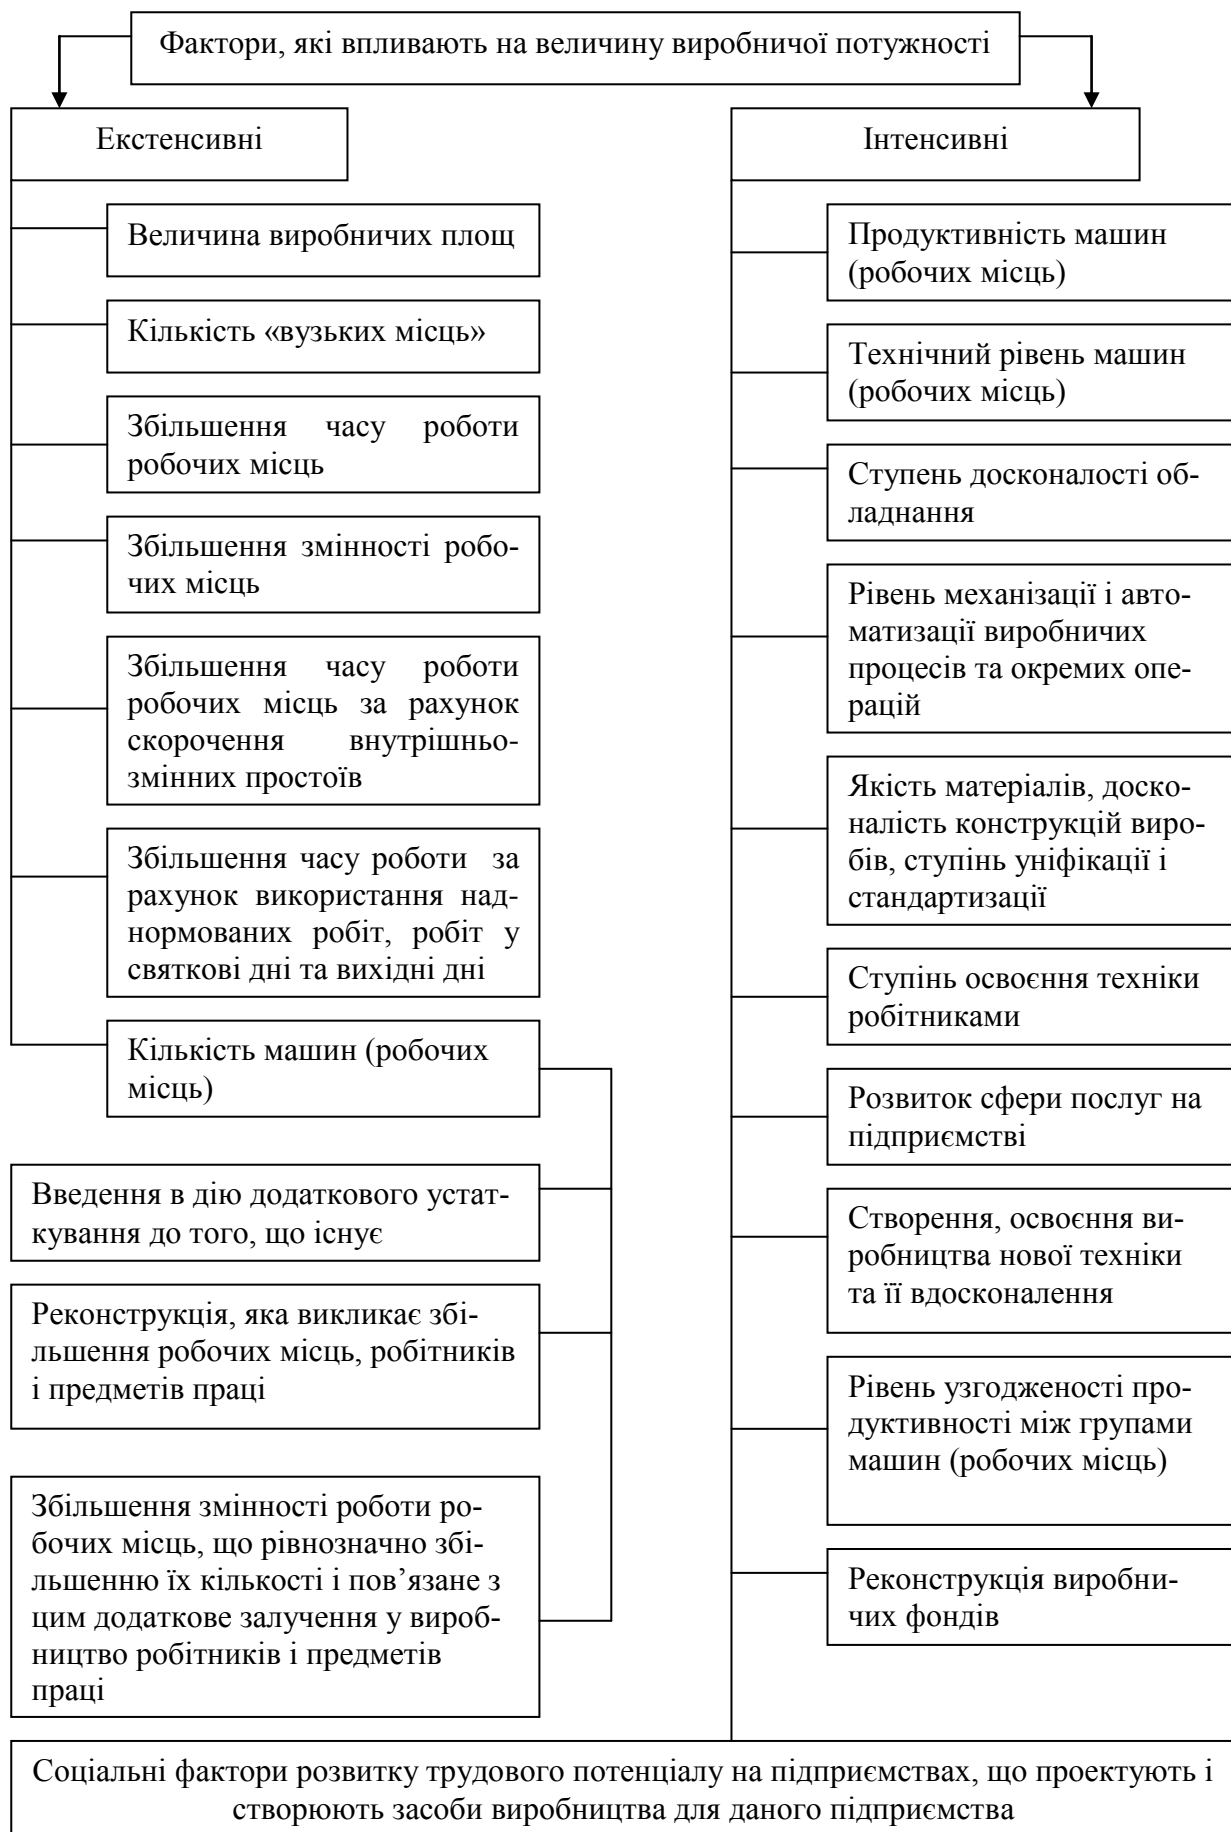 Фактори, які впливають на величину виробничої потужності
Екстенсивні
Величина виробничих площ
Кількість «вузьких місць»
Збільшення часу роботи
робочих місць
Збільшення змінності робо-
чих місць
Збільшення часу роботи
робочих місць за рахунок
скорочення внутрішньо-
змінних простоїв
Збільшення часу роботи за
рахунок використання над-
нормованих робіт, робіт у
святкові дні та вихідні дні
Кількість машин (робочих
місць)
Введення в дію додаткового устат-
кування до того, що існує
Реконструкція, яка викликає збі-
льшення робочих місць, робітників
і предметів праці
Збільшення змінності роботи ро-
бочих місць, що рівнозначно збі-
льшенню їх кількості і пов’язане з
цим додаткове залучення у вироб-
ництво робітників і предметів
праці
Інтенсивні
Продуктивність машин
(робочих місць)
Технічний рівень машин
(робочих місць)
Ступень досконалості об-
ладнання
Рівень механізації і авто-
матизації виробничих
процесів та окремих опе-
рацій
Якість матеріалів, доско-
налість конструкцій виро-
бів, ступінь уніфікації і
стандартизації
Ступінь освоєння техніки
робітниками
Розвиток сфери послуг на
підприємстві
Створення, освоєння ви-
робництва нової техніки
та її вдосконалення
Рівень узгодженості про-
дуктивності між групами
машин (робочих місць)
Реконструкція виробни-
чих фондів
Соціальні фактори розвитку трудового потенціалу на підприємствах, що проектують і
створюють засоби виробництва для даного підприємства